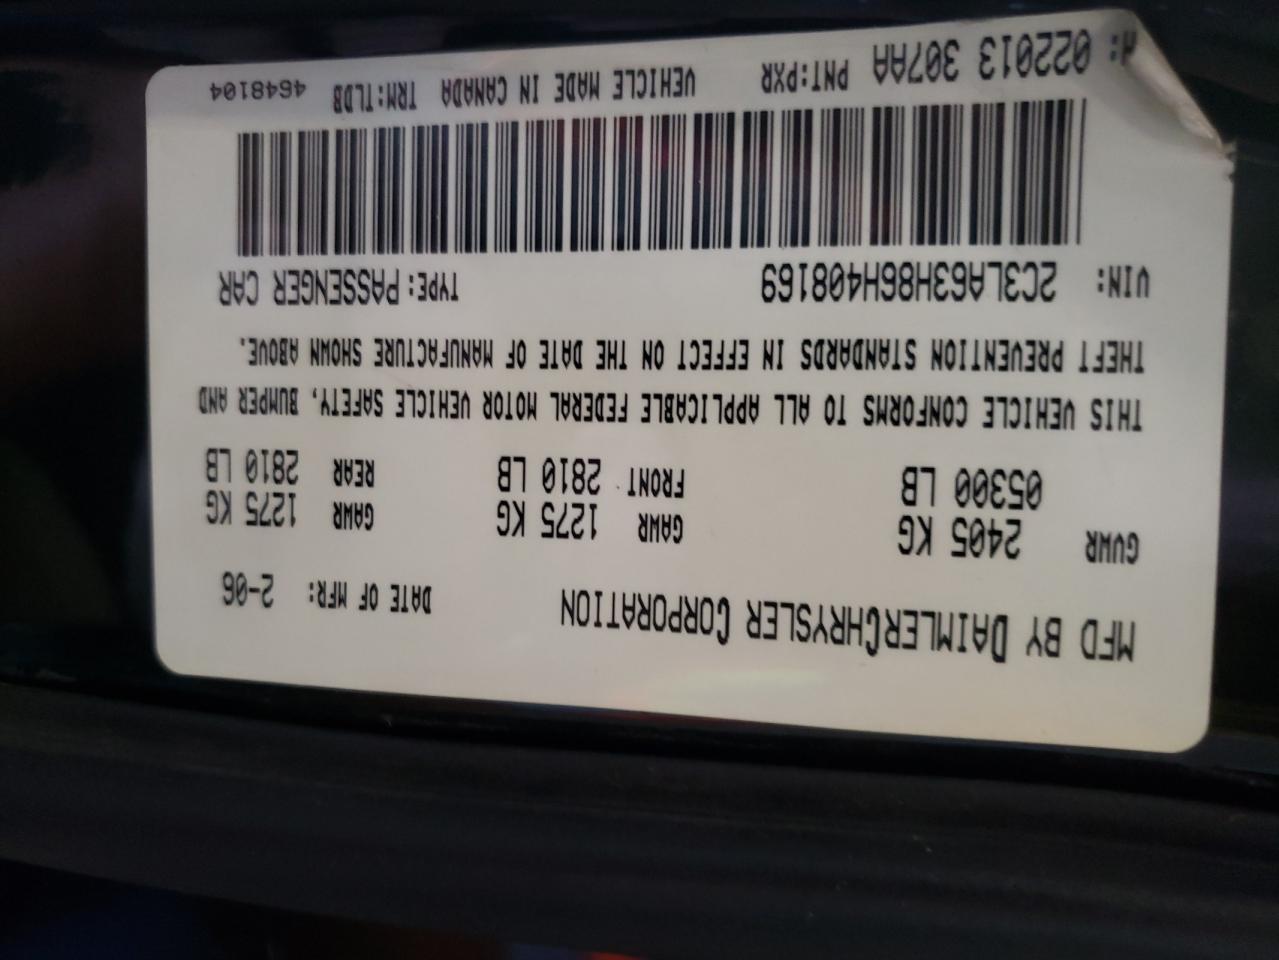 MFD BY DAIMLERCHRYSLER CORPORATION DATE OF MFR: 2-06
GVWR 2405 KG GAWR 1275 KG GAWR 1275 KG
05300 LB FRONT 2810 LB REAR 2810 LB
THIS VEHICLE CONFORMS TO ALL APPLICABLE FEDERAL MOTOR VEHICLE SAFETY, BUMPER AND
THEFT PREVENTION STANDARDS IN EFFECT ON THE DATE OF MANUFACTURE SHOWN ABOVE.
VIN: 2C3LA63H86H408169 TYPE: PASSENGER CAR
022013 307AA PNT:PXR VEHICLE MADE IN CANADA TRM:TLDB 4648104